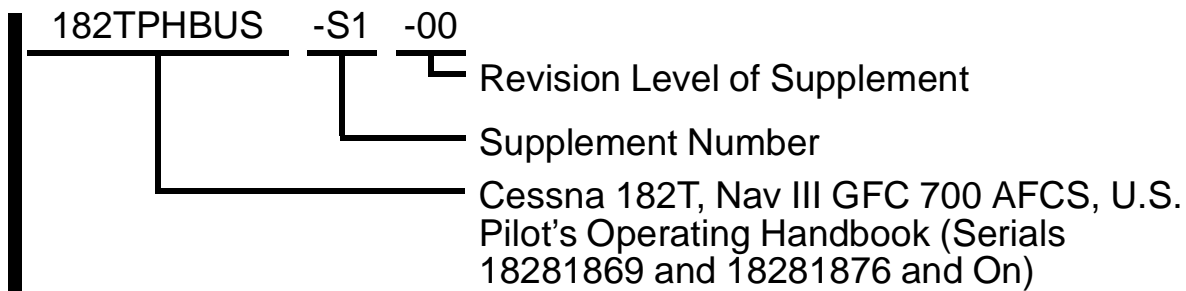 182TPHBUS -S1 -00
Revision Level of Supplement
Supplement Number
Cessna 182T, Nav III GFC 700 AFCS, U.S.
Pilot’s Operating Handbook (Serials
18281869 and 18281876 and On)